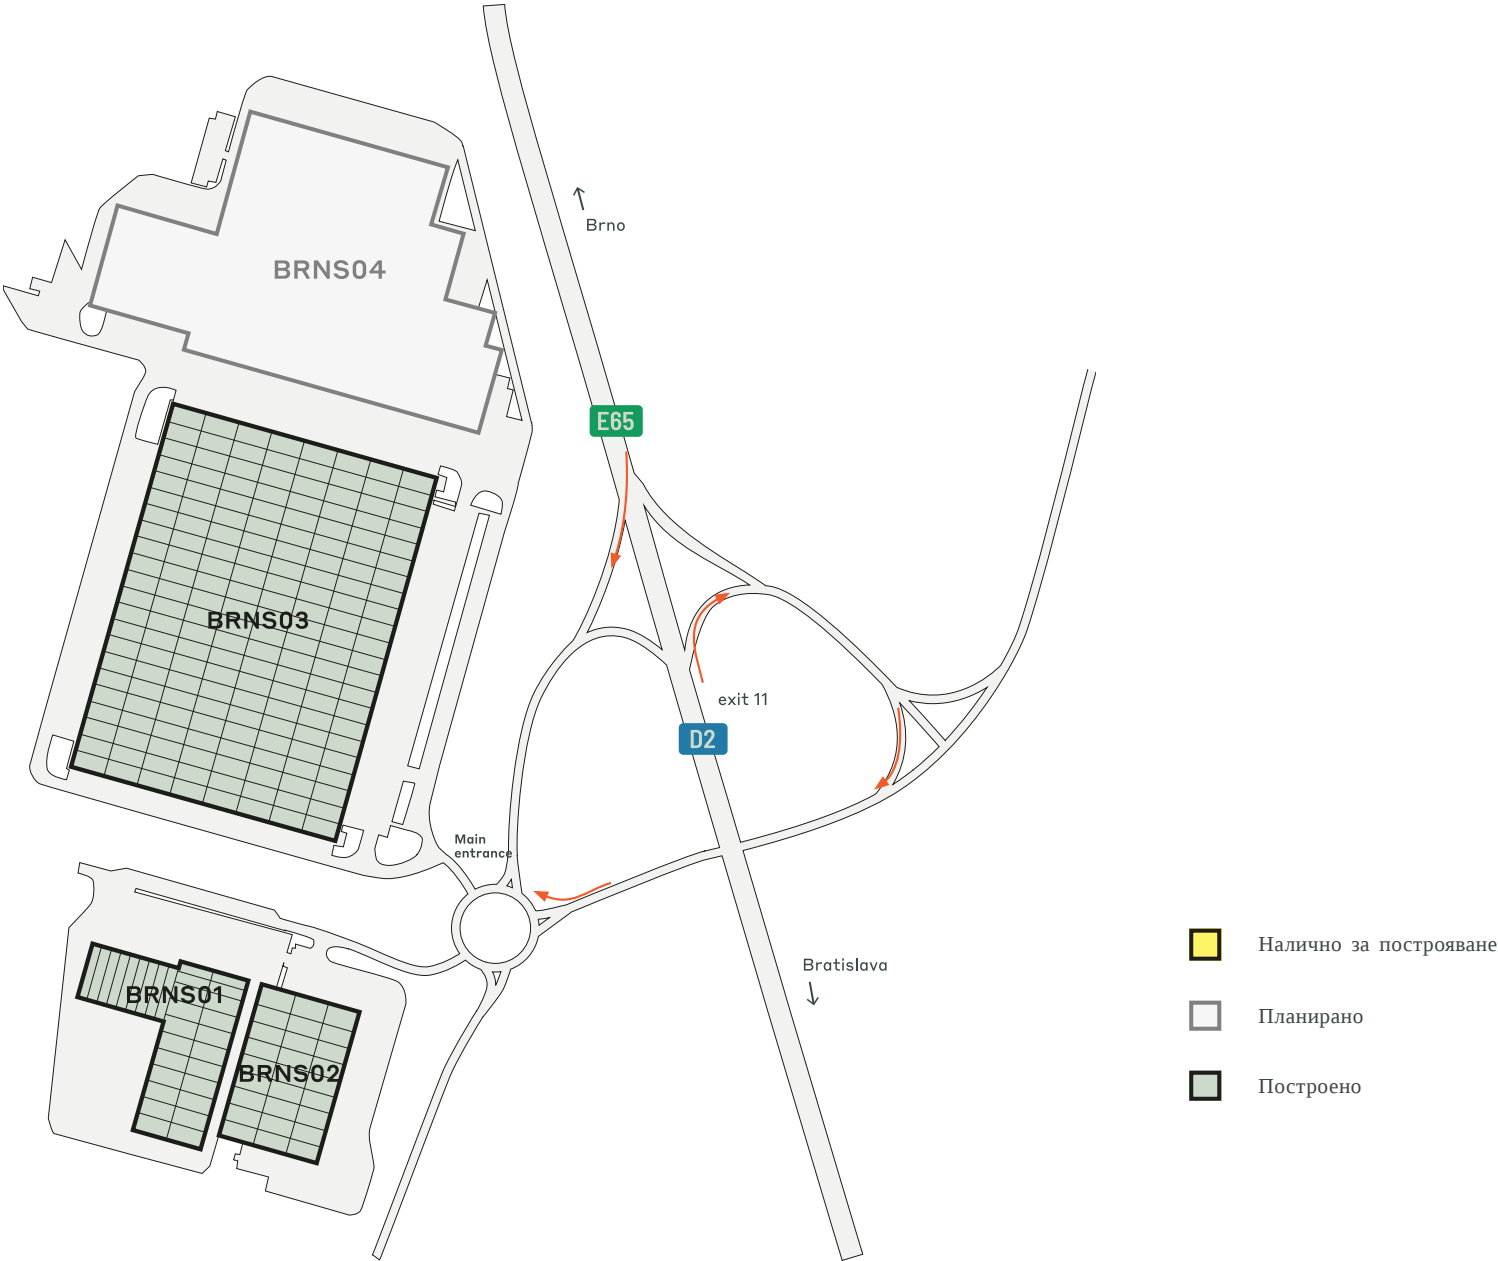 Brno
BRNS04
E65
BRNS03
exit 11
D2
Main
entrance
Bratislava
Налично за построяване
BRNS01
Планирано
BRNS02
Построено